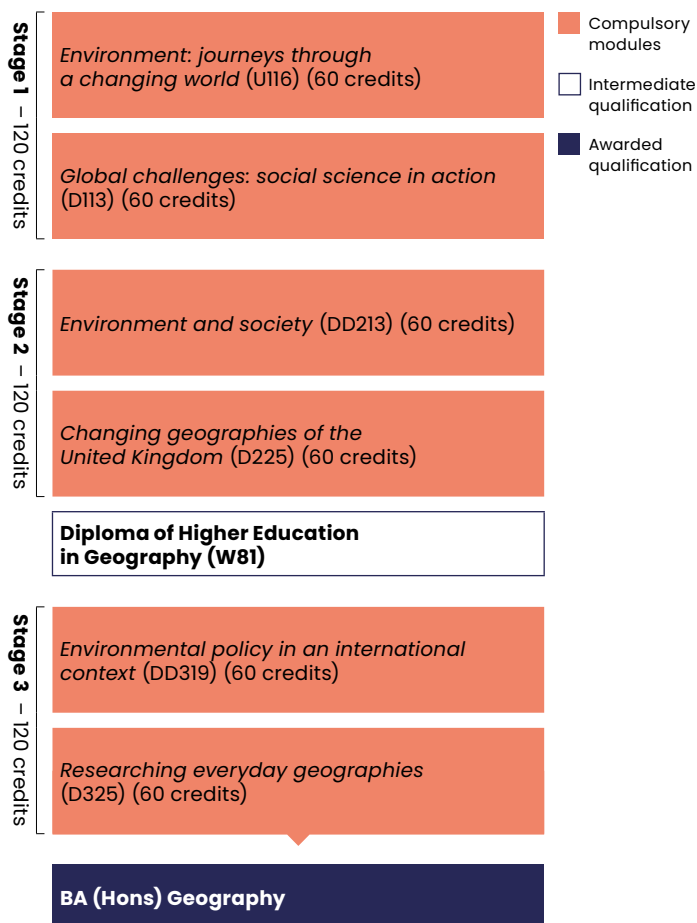 Stage 1 – 120 credits
Environment: journeys through
a changing world (U116) (60 credits)
Global challenges: social science in action
(D113) (60 credits)
Compulsory
modules
Intermediate
qualification
Awarded
qualification
Stage 2 – 120 credits
Environment and society (DD213) (60 credits)
Changing geographies of the
United Kingdom (D225) (60 credits)
Diploma of Higher Education
in Geography (W81)
Stage 3 – 120 credits
Environmental policy in an international
context (DD319) (60 credits)
Researching everyday geographies
(D325) (60 credits)
BA (Hons) Geography